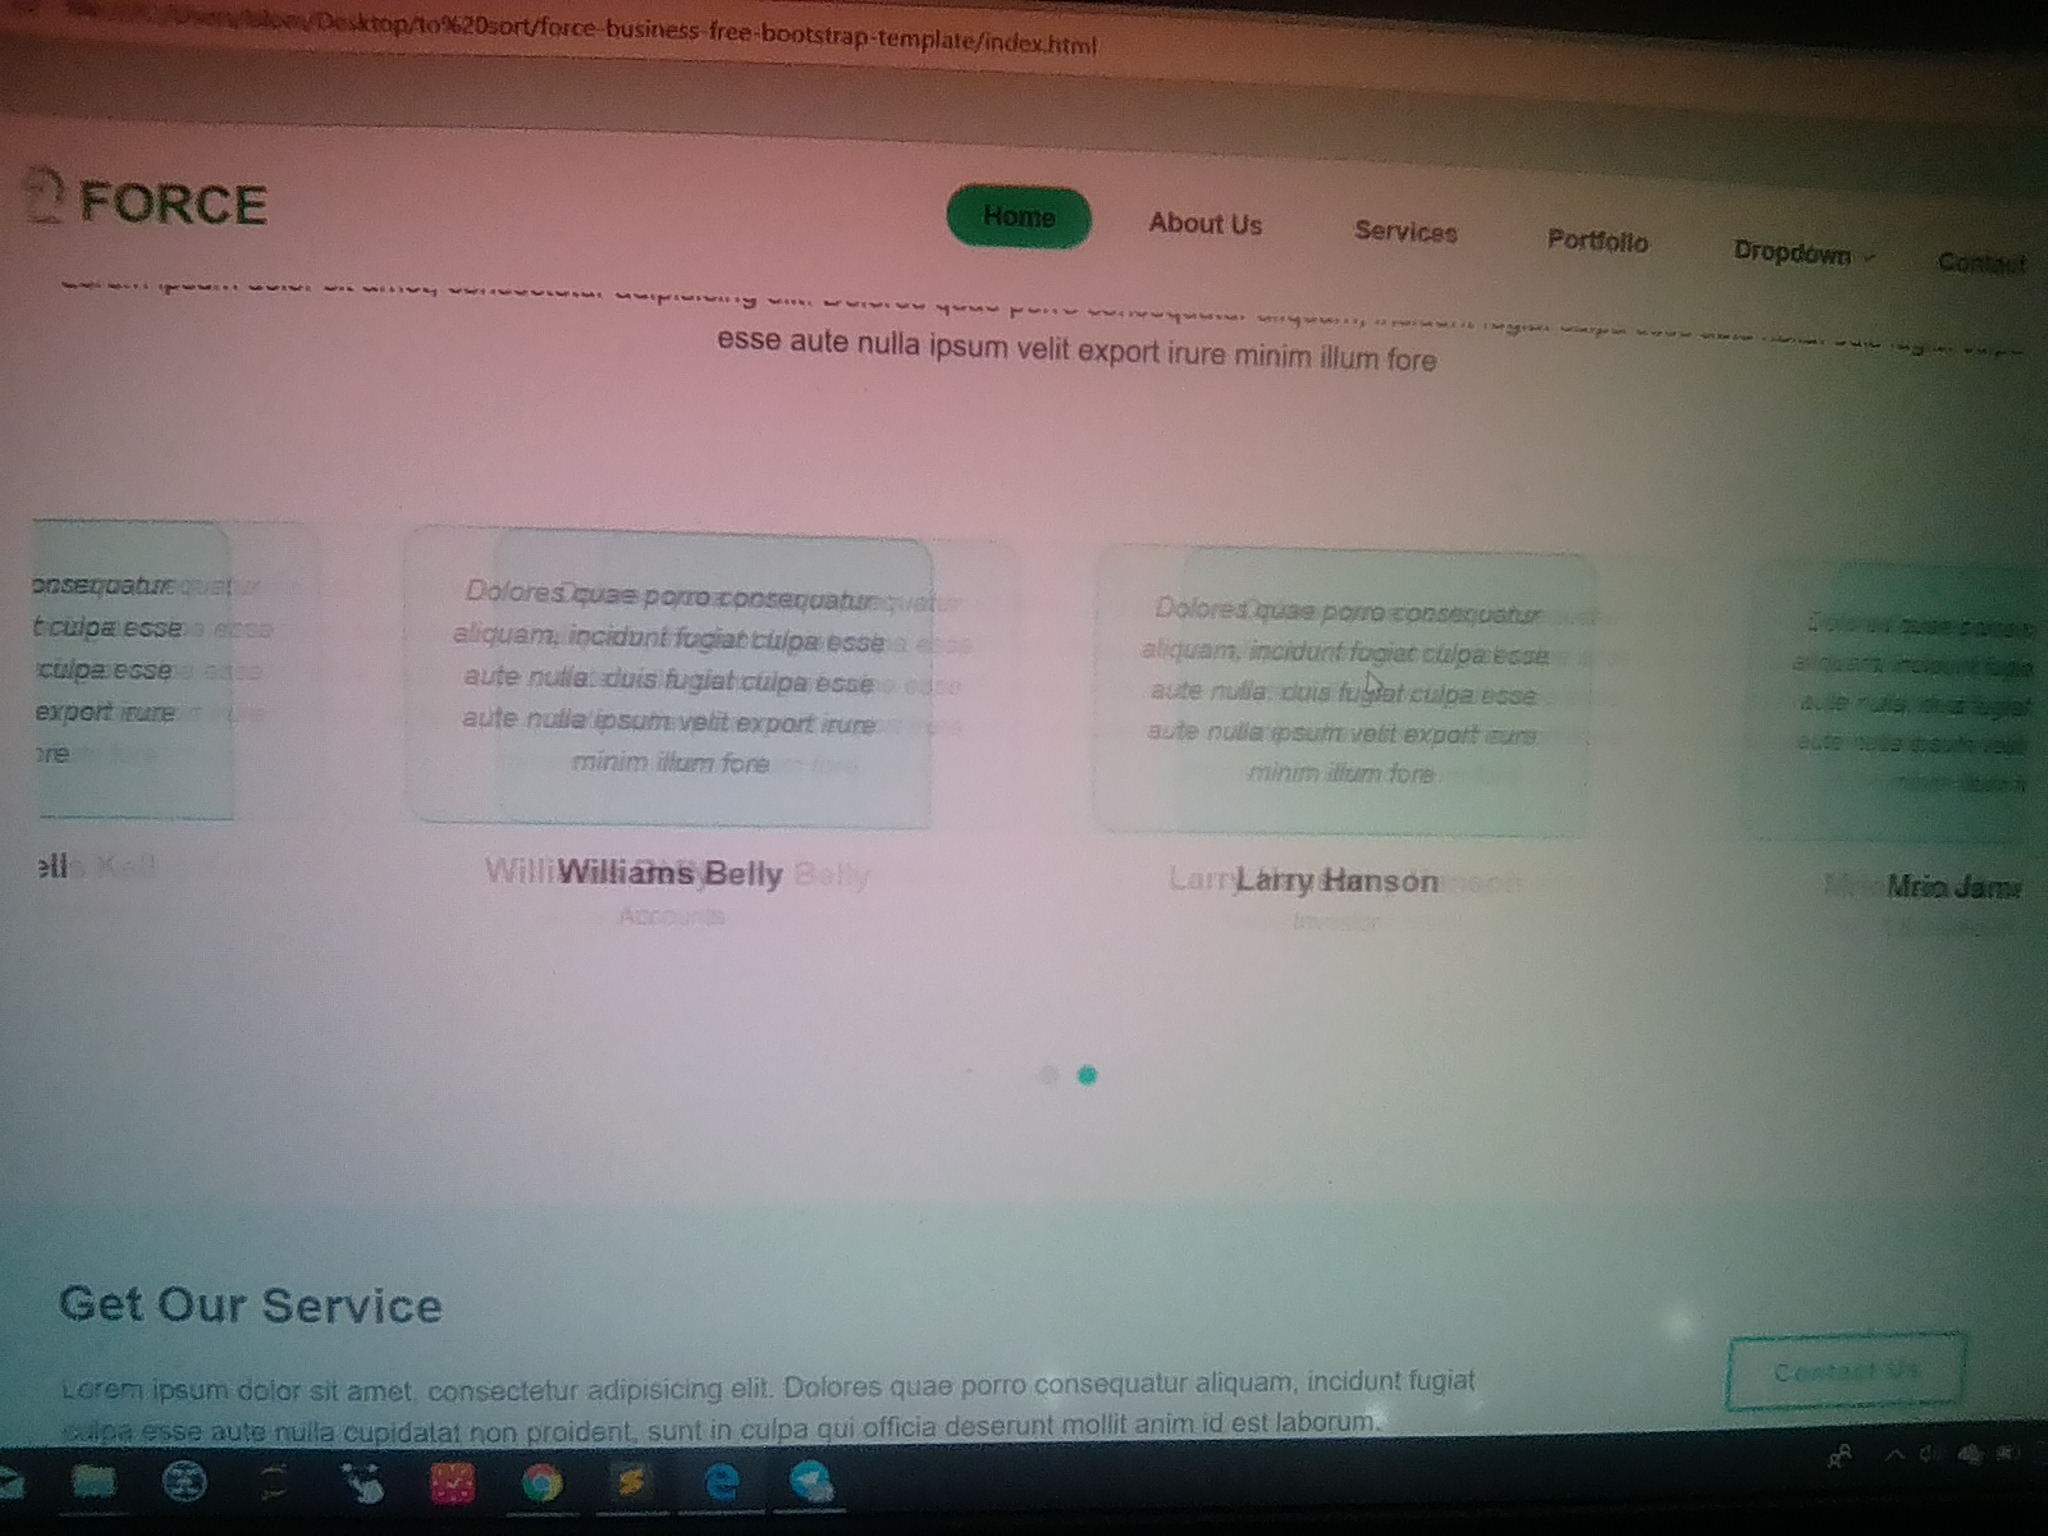 /Desktop/to%20sort/force-business-free-bootstrap-template/index.html
FORCE
Home
About Us
Services
Portfolio
Dropdown
Contact
esse aute nulla ipsum velit export irure minim illum fore
onsequatur
t culpa esse
culpa esse
export irure
ore
Dolores quae porro consequatur
aliquam, incidunt fugiat culpa esse
aute nulla. duis fugiat culpa esse
aute nulla ipsum velit export irure
minim illum fore
Dolores quae porro consequatur
aliquam, incidunt fugiat culpa esse
aute nulla. duis fugiat culpa esse
aute nulla ipsum velit export irure
minim illum fore
ell
Williams Belly
Accounts
Larry Hanson
Investor
Mrio Jame
Get Our Service
Lorem ipsum dolor sit amet, consectetur adipisicing elit. Dolores quae porro consequatur aliquam, incidunt fugiat
culpa esse aute nulla cupidatat non proident, sunt in culpa qui officia deserunt mollit anim id est laborum.
Contact Us